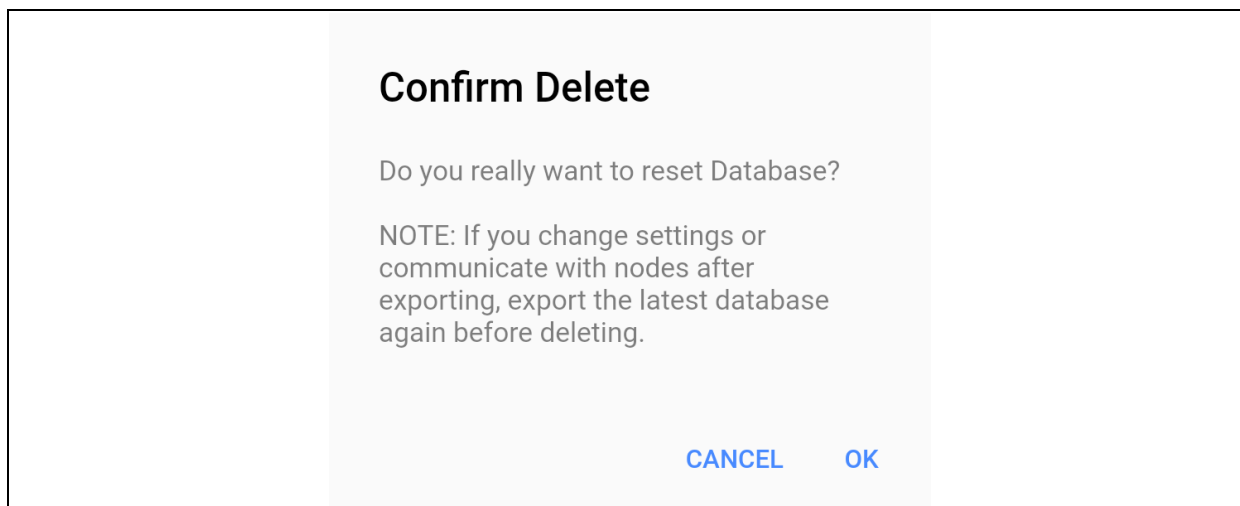 Confirm Delete
Do you really want to reset Database?
NOTE: If you change settings or
communicate with nodes after
exporting, export the latest database
again before deleting.
CANCEL OK